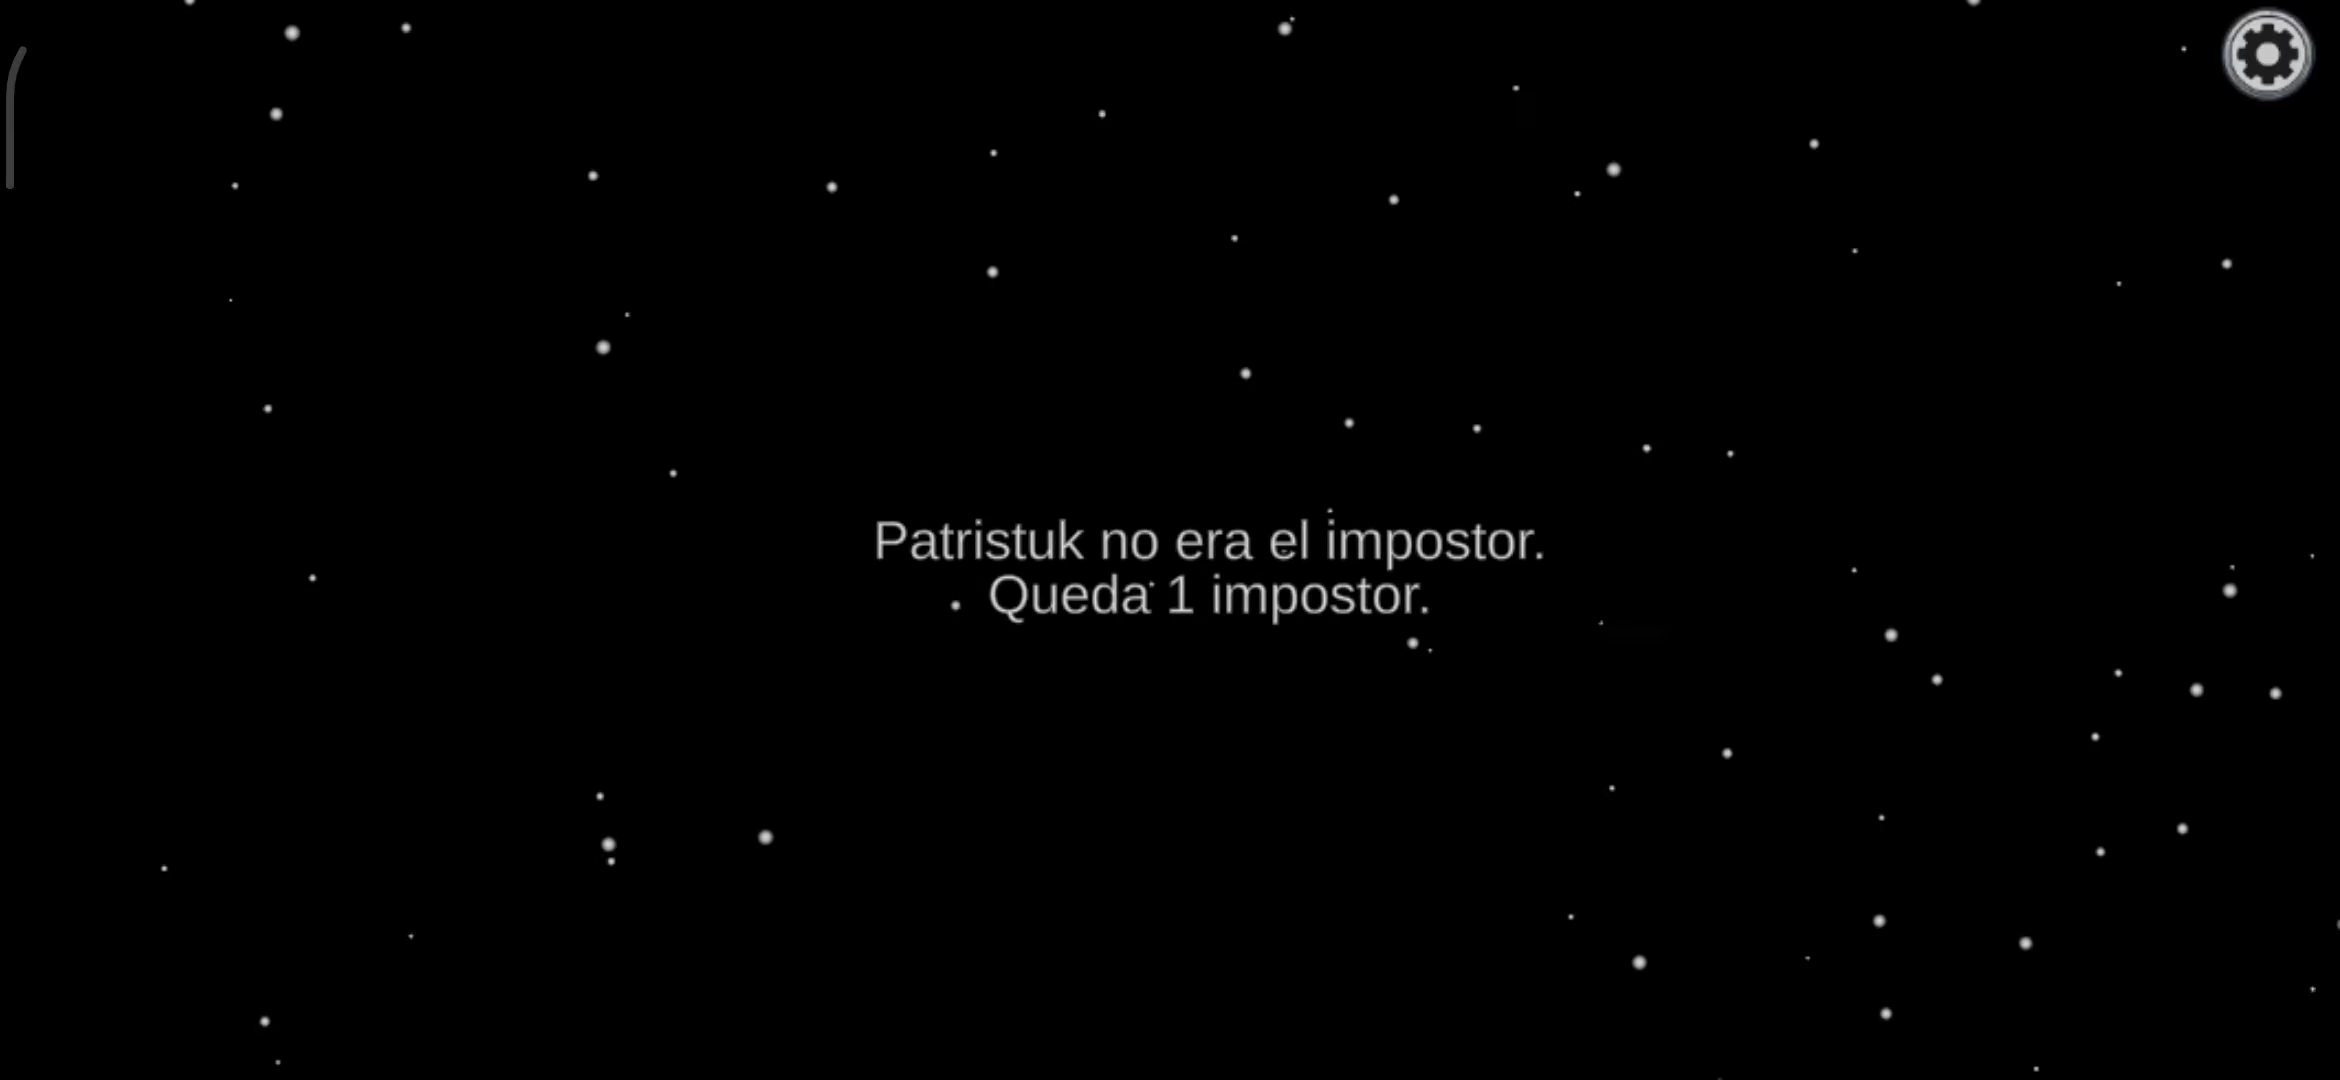 Patristuk no era el impostor.
Queda 1 impostor.